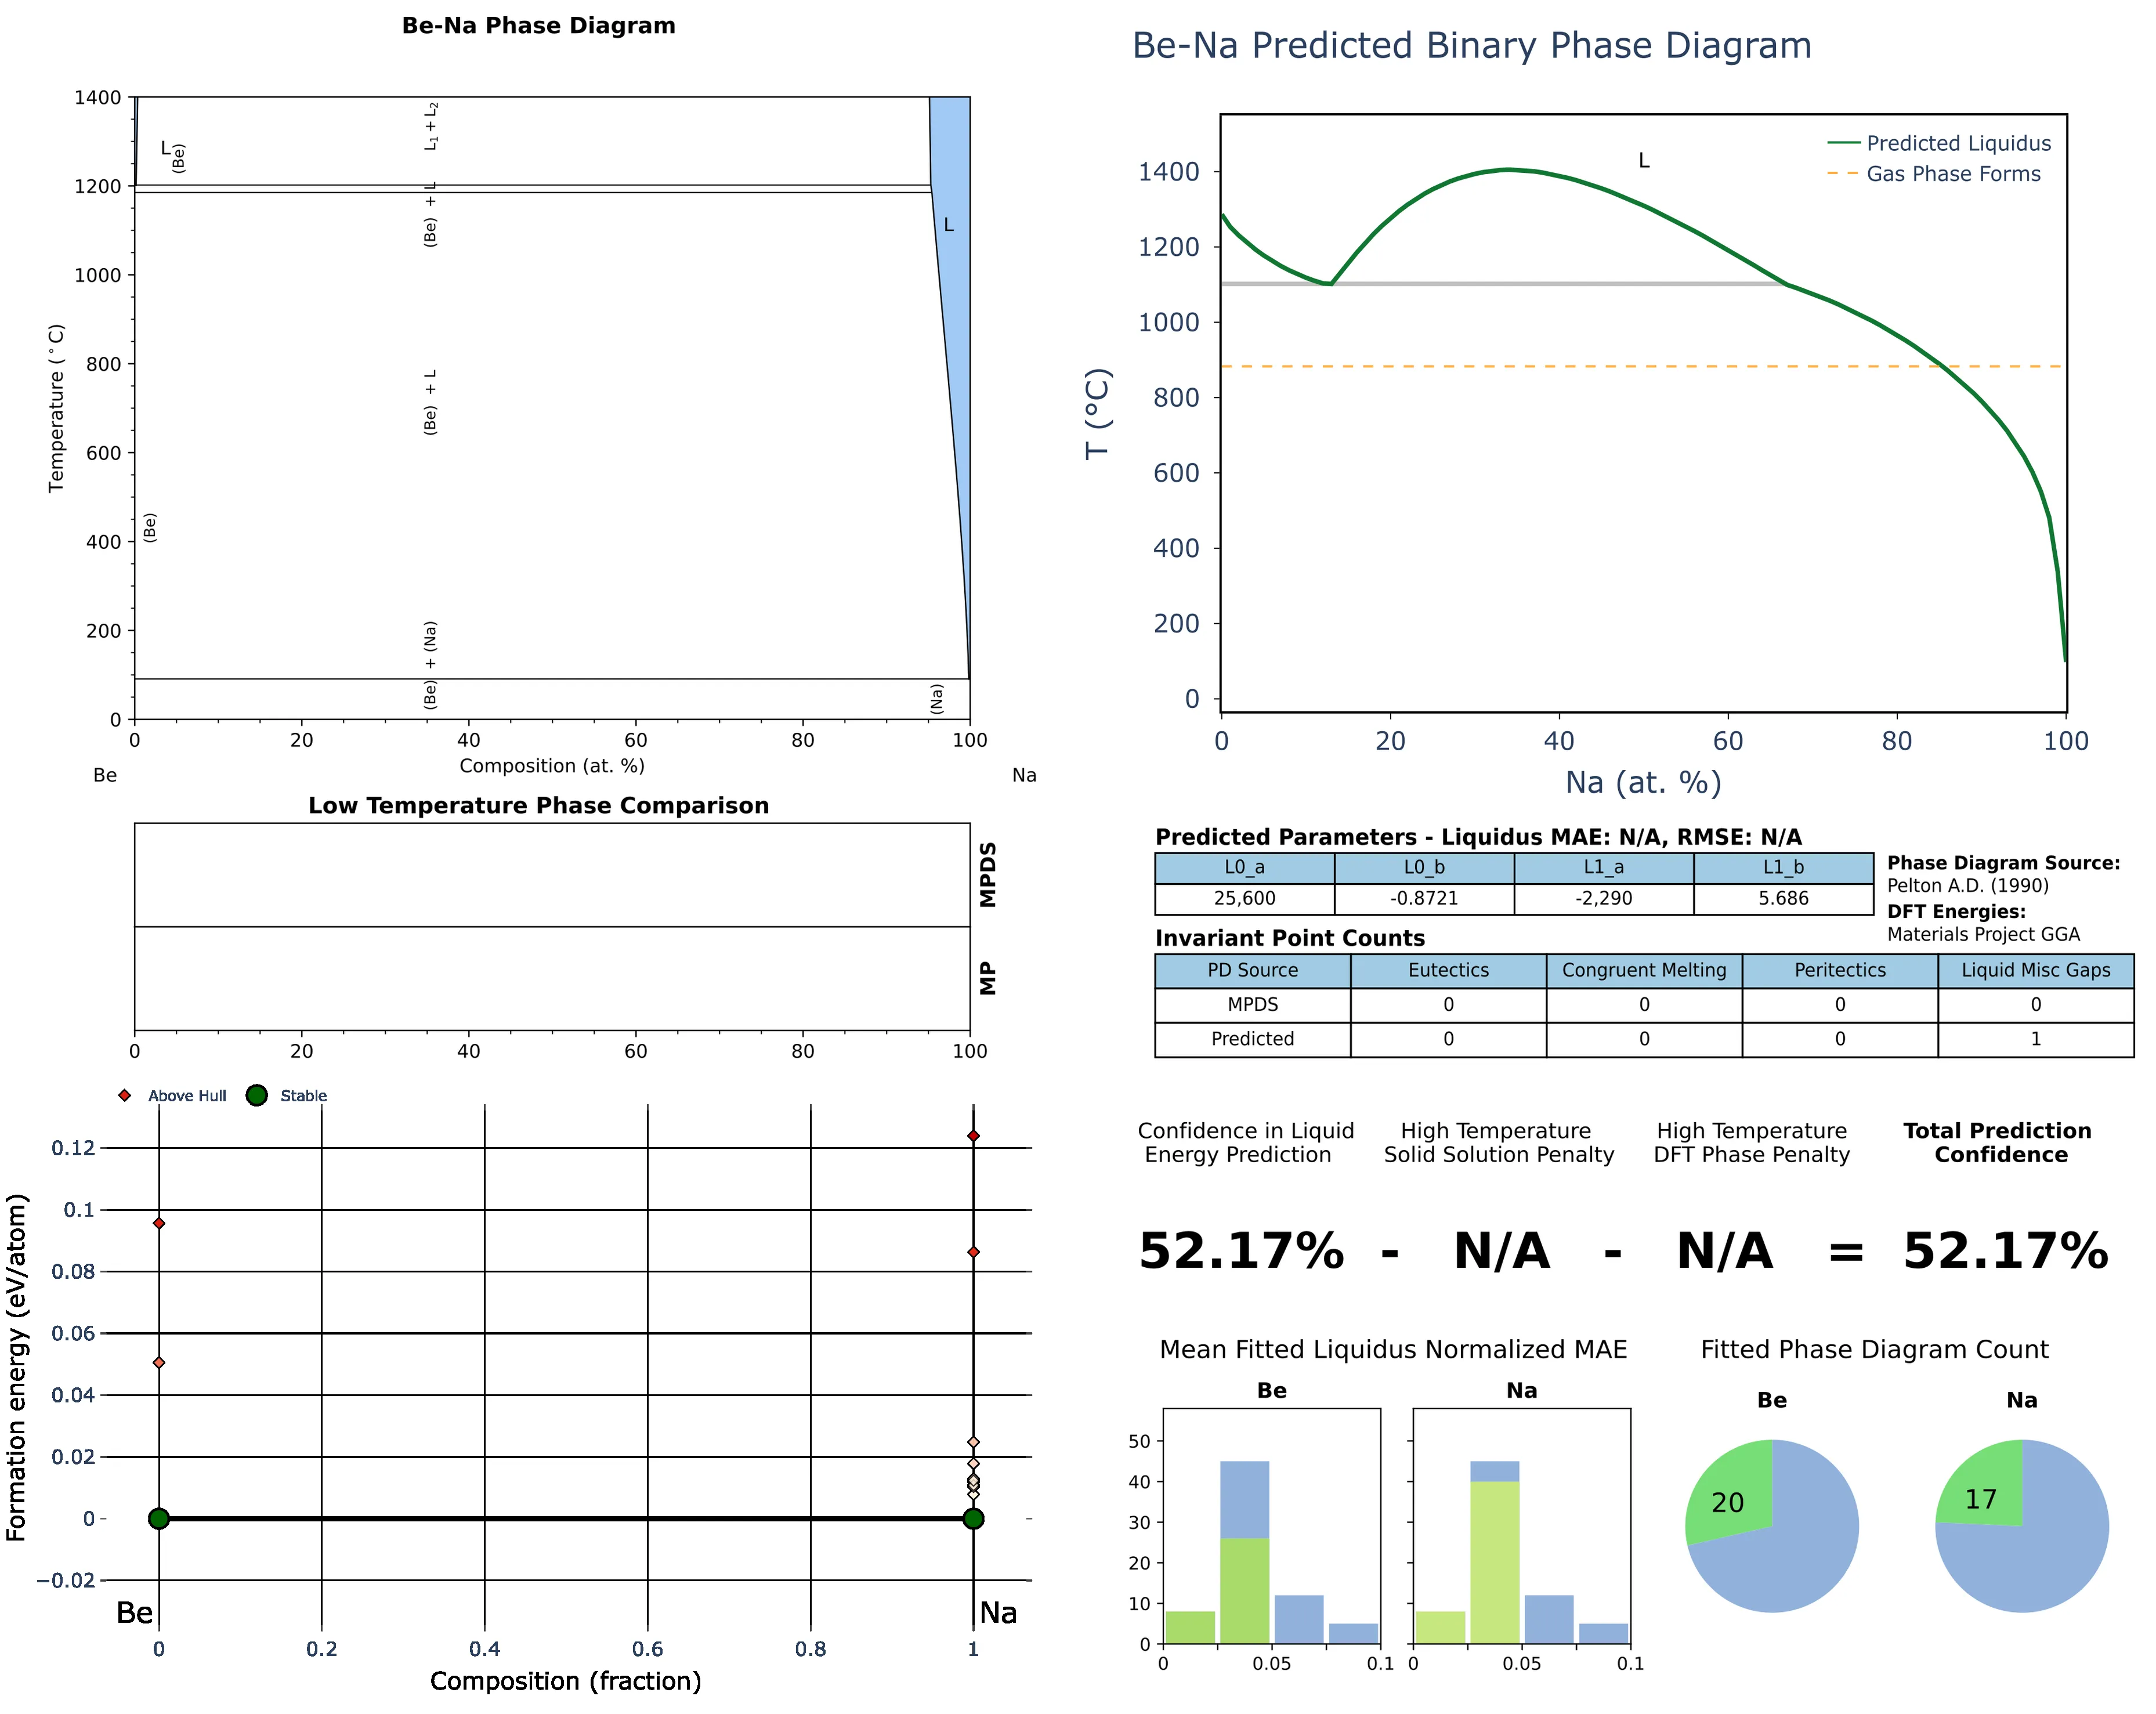 Be-Na Phase Diagram
1400
1200
1000
800
600
400
200
0
Temperature (°C)
L
(Be)
L₁ + L₂
(Be) + L
L
(Be) + L
(Be)
(Be) + (Na)
(Na)
0 20 40 60 80 100
Composition (at. %)
Be Na
Low Temperature Phase Comparison
MPDS
MP
0 20 40 60 80 100
Above Hull Stable
0.12
0.1
0.08
0.06
0.04
0.02
0
−0.02
Formation energy (eV/atom)
Be Na
0 0.2 0.4 0.6 0.8 1
Composition (fraction)
Be-Na Predicted Binary Phase Diagram
L
Predicted Liquidus
Gas Phase Forms
1400
1200
1000
800
600
400
200
0
T (°C)
0 20 40 60 80 100
Na (at. %)
Predicted Parameters - Liquidus MAE: N/A, RMSE: N/A
L0_a L0_b L1_a L1_b
25,600 -0.8721 -2,290 5.686
Phase Diagram Source:
Pelton A.D. (1990)
DFT Energies:
Materials Project GGA
Invariant Point Counts
PD Source Eutectics Congruent Melting Peritectics Liquid Misc Gaps
MPDS 0 0 0 0
Predicted 0 0 0 1
Confidence in Liquid
Energy Prediction
High Temperature
Solid Solution Penalty
High Temperature
DFT Phase Penalty
Total Prediction
Confidence
52.17% - N/A - N/A = 52.17%
Mean Fitted Liquidus Normalized MAE
Be Na
50
40
30
20
10
0
0 0.05 0.1 0 0.05 0.1
Fitted Phase Diagram Count
Be Na
20 17